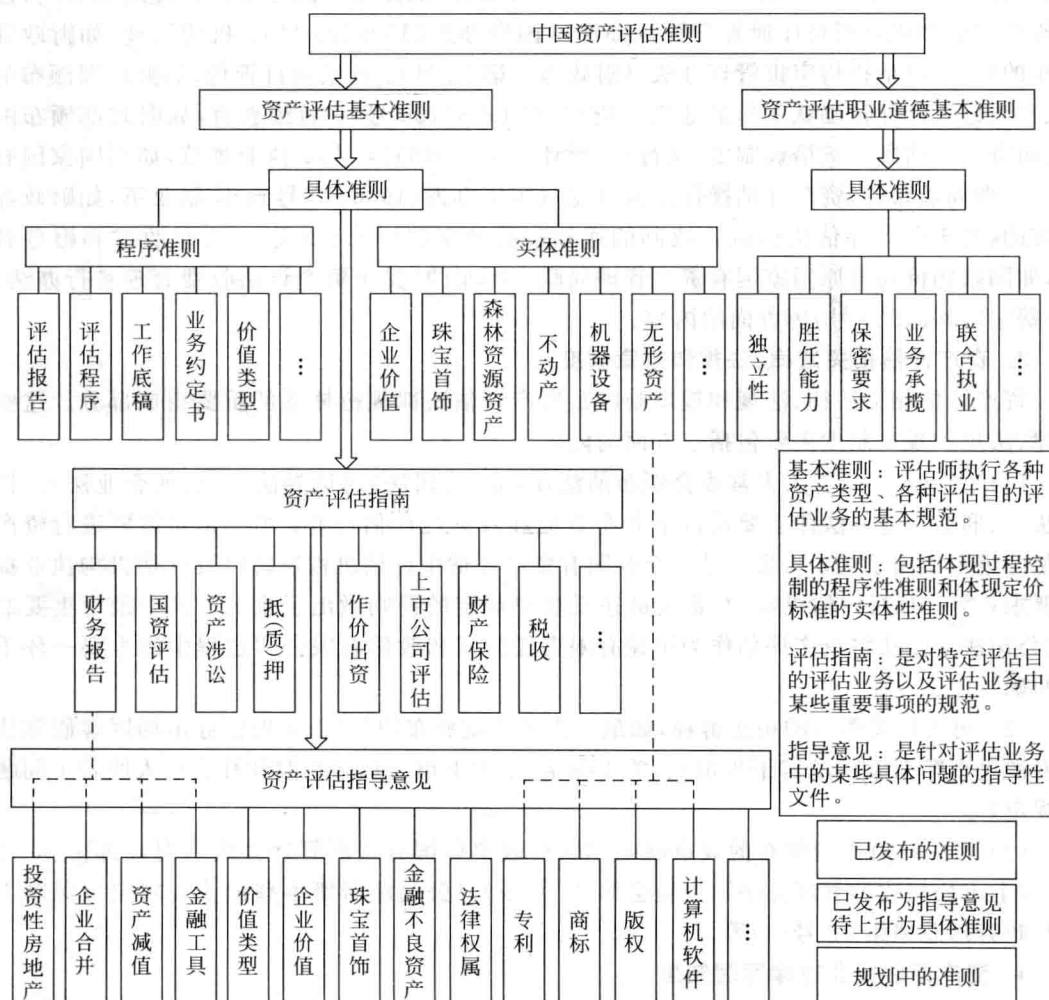 中国资产评估准则
资产评估基本准则
资产评估职业道德基本准则
具体准则
具体准则
程序准则
实体准则
评估报告
评估程序
工作底稿
业务约定书
价值类型
…
企业价值
珠宝首饰
森林资源资产
不动产
机器设备
无形资产
…
独立性
胜任能力
保密要求
业务承揽
联合执业
…
资产评估指南
财务报告
国资评估
资产涉讼
抵(质)押
作价出资
上市公司评估
财产保险
税收
…
基本准则：评估师执行各种
资产类型、各种评估目的评
估业务的基本规范。
具体准则：包括体现过程控
制的程序性准则和体现定价
标准的实体性准则。
评估指南：是对特定评估目
的评估业务以及评估业务中
某些重要事项的规范。
指导意见：是针对评估业务
中的某些具体问题的指导性
文件。
资产评估指导意见
投资性房地产
企业合并
资产减值
金融工具
价值类型
企业价值
珠宝首饰
金融不良资产
法律权属
专利
商标
版权
计算机软件
…
已发布的准则
已发布为指导意见
待上升为具体准则
规划中的准则